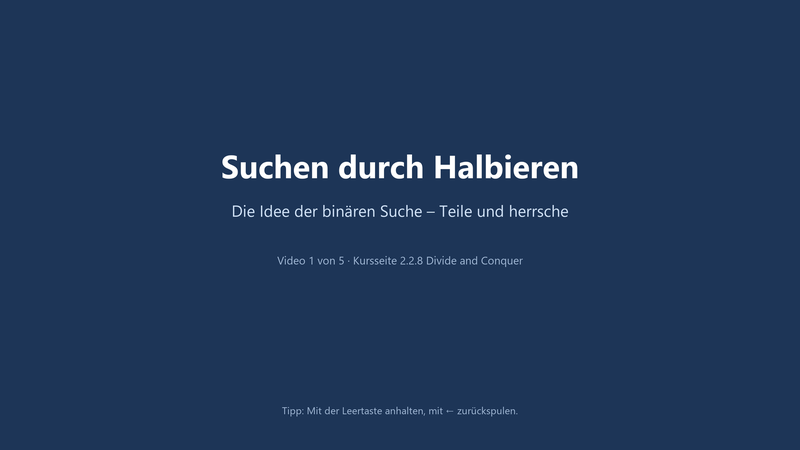 Suchen durch Halbieren
Die Idee der binären Suche – Teile und herrsche
Video 1 von 5 · Kursseite 2.2.8 Divide and Conquer
Tipp: Mit der Leertaste anhalten, mit ← zurückspulen.